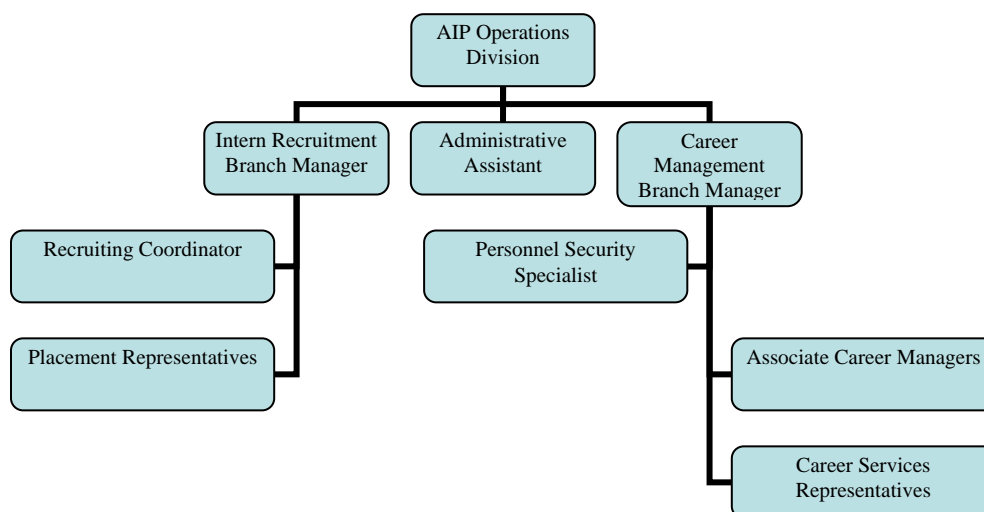 AIP Operations
Division
Intern Recruitment
Branch Manager
Administrative
Assistant
Career
Management
Branch Manager
Recruiting Coordinator
Personnel Security
Specialist
Placement Representatives
Associate Career Managers
Career Services
Representatives